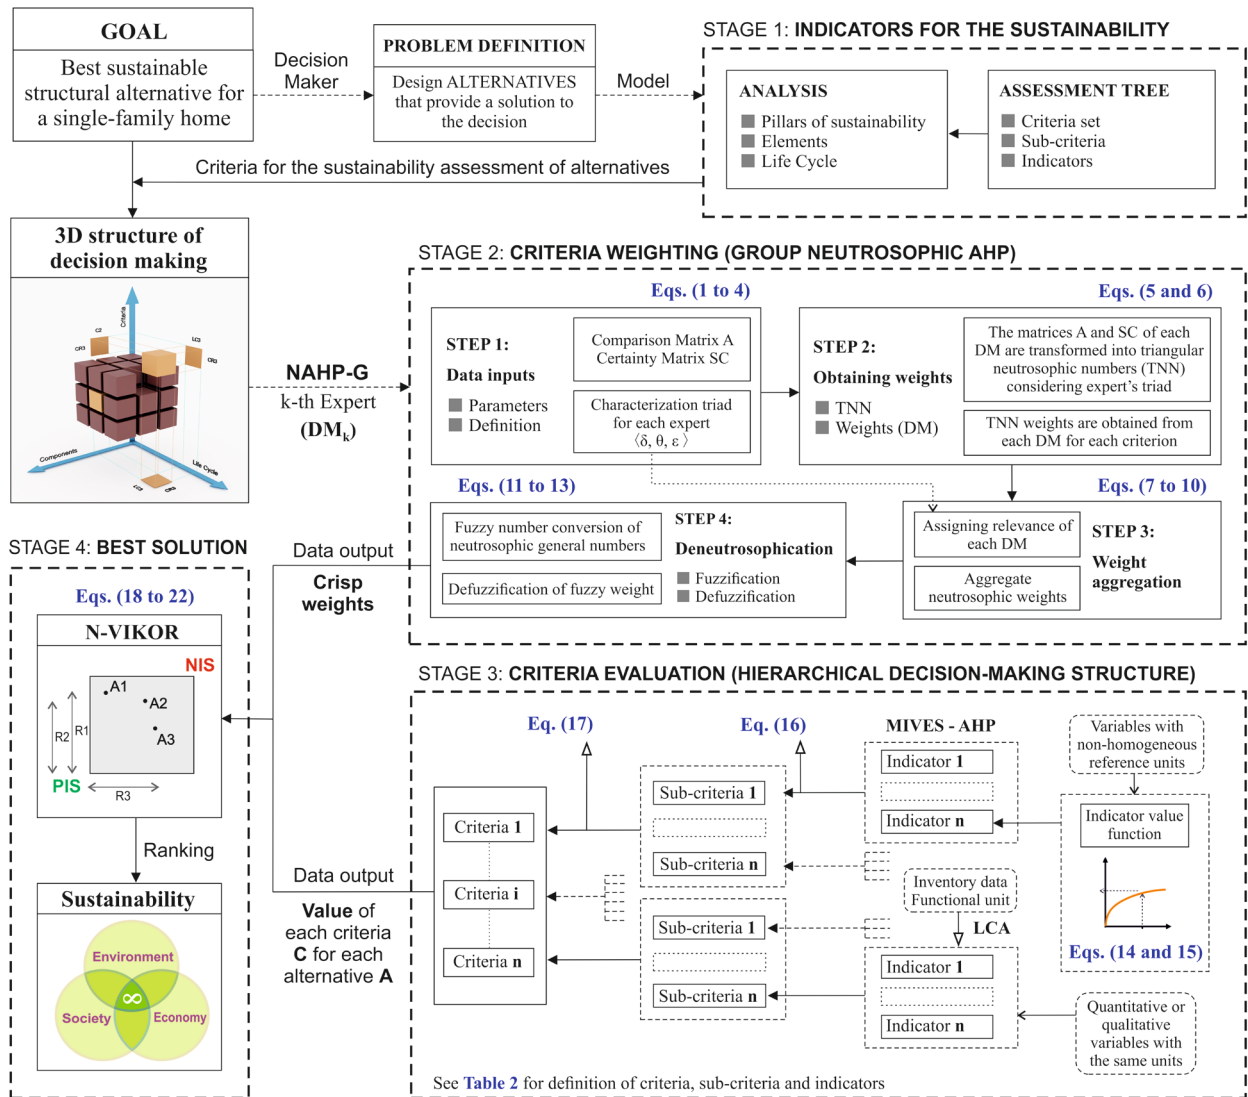 GOAL
Best sustainable
structural alternative for
a single-family home
Decision
Maker
PROBLEM DEFINITION
Design ALTERNATIVES
that provide a solution to
the decision
Model
STAGE 1: INDICATORS FOR THE SUSTAINABILITY
ANALYSIS
Pillars of sustainability
Elements
Life Cycle
ASSESSMENT TREE
Criteria set
Sub-criteria
Indicators
Criteria for the sustainability assessment of alternatives
3D structure of
decision making
Criteria
C2
CR3
LC3
CR3
Components
Life Cycle
LC3
CR3
NAHP-G
k-th Expert
(DMk)
STAGE 2: CRITERIA WEIGHTING (GROUP NEUTROSOPHIC AHP)
Eqs. (1 to 4)
STEP 1:
Data inputs
Parameters
Definition
Comparison Matrix A
Certainty Matrix SC
Characterization triad
for each expert
⟨δ, θ, ε⟩
Eqs. (5 and 6)
STEP 2:
Obtaining weights
TNN
Weights (DM)
The matrices A and SC of each
DM are transformed into triangular
neutrosophic numbers (TNN)
considering expert's triad
TNN weights are obtained from
each DM for each criterion
Eqs. (7 to 10)
Assigning relevance of
each DM
Aggregate
neutrosophic weights
STEP 3:
Weight
aggregation
Eqs. (11 to 13)
Fuzzy number conversion of
neutrosophic general numbers
Defuzzification of fuzzy weight
STEP 4:
Deneutrosophication
Fuzzification
Defuzzification
Data output
Crisp
weights
STAGE 4: BEST SOLUTION
Eqs. (18 to 22)
N-VIKOR
NIS
A1
A2
A3
R2
R1
PIS
R3
Ranking
Sustainability
Environment
∞
Society
Economy
Data output
Value of
each criteria
C for each
alternative A
STAGE 3: CRITERIA EVALUATION (HIERARCHICAL DECISION-MAKING STRUCTURE)
Eq. (17)
Eq. (16)
MIVES - AHP
Criteria 1
Criteria i
Criteria n
Sub-criteria 1
Sub-criteria n
Sub-criteria 1
Sub-criteria n
Indicator 1
Indicator n
Inventory data
Functional unit
LCA
Indicator 1
Indicator n
Variables with
non-homogeneous
reference units
Indicator value
function
Eqs. (14 and 15)
Quantitative or
qualitative
variables with
the same units
See Table 2 for definition of criteria, sub-criteria and indicators